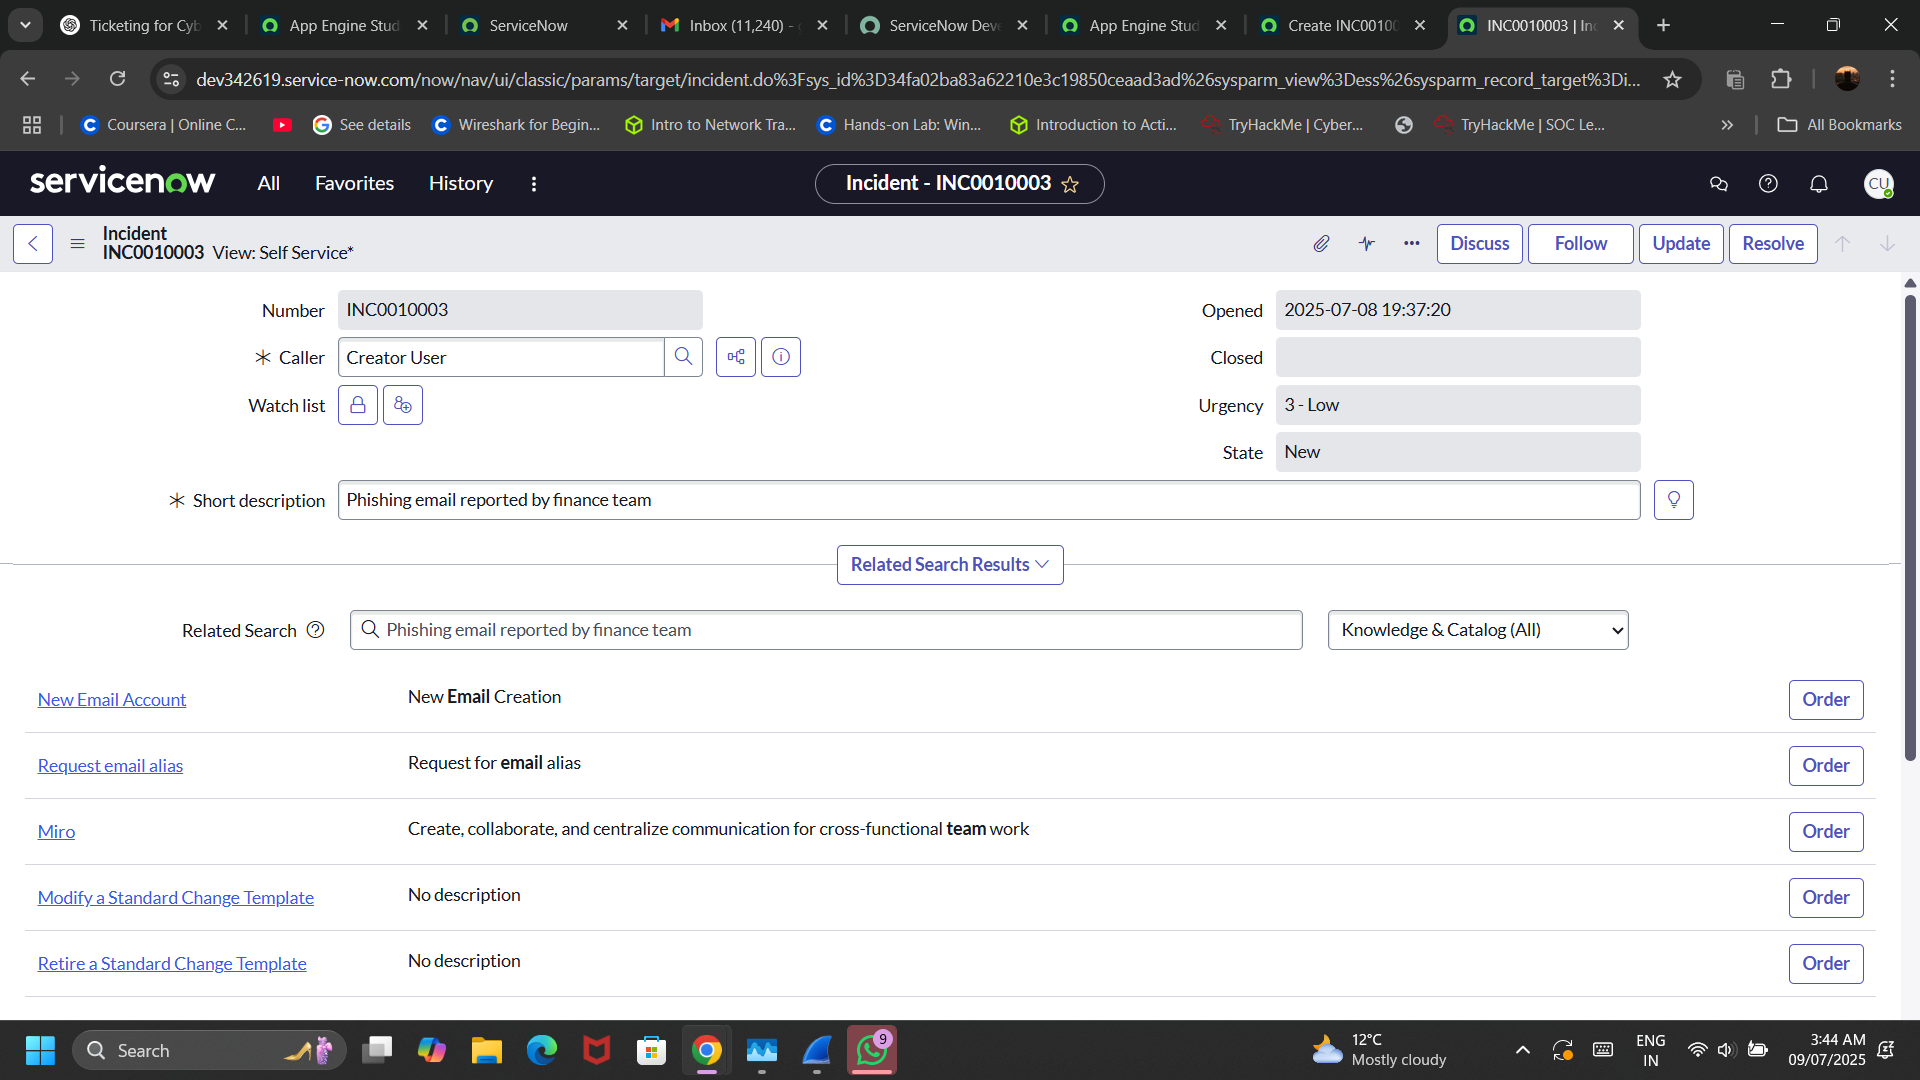 Ticketing for Cyb
App Engine Stud
ServiceNow
Inbox (11,240) -
ServiceNow Deve
App Engine Stud
Create INC00100
INC0010003 | In
dev342619.service-now.com/now/nav/ui/classic/params/target/incident.do%3Fsys_id%3D34fa02ba83a62210e3c19850ceaad3ad%26sysparm_view%3Dess%26sysparm_record_target%3Di...
Coursera | Online C...
See details
Wireshark for Begin...
Intro to Network Tra...
Hands-on Lab: Win...
Introduction to Acti...
TryHackMe | Cyber...
TryHackMe | SOC Le...
All Bookmarks
servicenow
All
Favorites
History
Incident - INC0010003
CU
Incident
INC0010003 View: Self Service*
Discuss
Follow
Update
Resolve
Number INC0010003
Opened 2025-07-08 19:37:20
Caller Creator User
Closed
Watch list
Urgency 3 - Low
State New
Short description Phishing email reported by finance team
Related Search Results
Related Search Phishing email reported by finance team Knowledge & Catalog (All)
New Email Account New Email Creation Order
Request email alias Request for email alias Order
Miro Create, collaborate, and centralize communication for cross-functional team work Order
Modify a Standard Change Template No description Order
Retire a Standard Change Template No description Order
Search
9
12°C
Mostly cloudy
ENG
IN
3:44 AM
09/07/2025